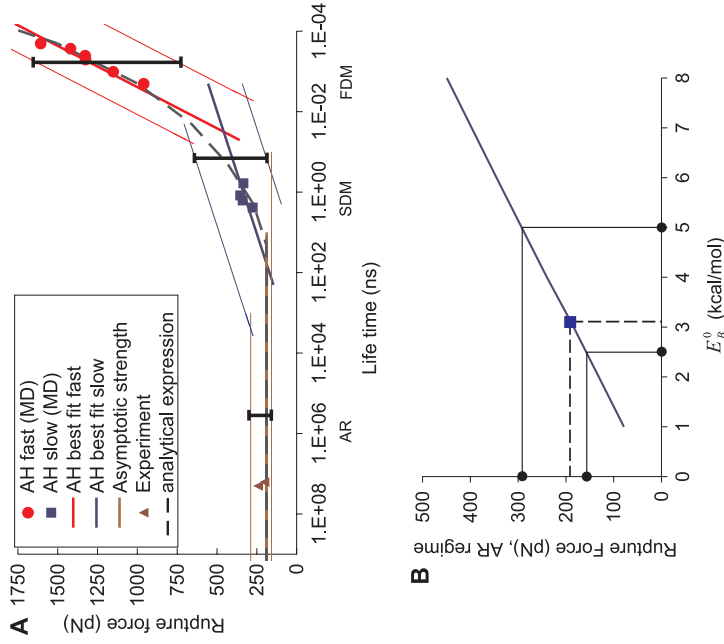 A
Rupture force (pN)
1750
1500
1250
1000
750
500
250
0
AH fast (MD)
AH slow (MD)
AH best fit fast
AH best fit slow
Asymptotic strength
Experiment
analytical expression
1.E+08
1.E+06
1.E+04
1.E+02
1.E+00
1.E-02
1.E-04
AR
SDM
FDM
Life time (ns)
B
Rupture Force (pN), AR regime
500
400
300
200
100
0
0
1
2
3
4
5
6
7
8
E_B^0 (kcal/mol)